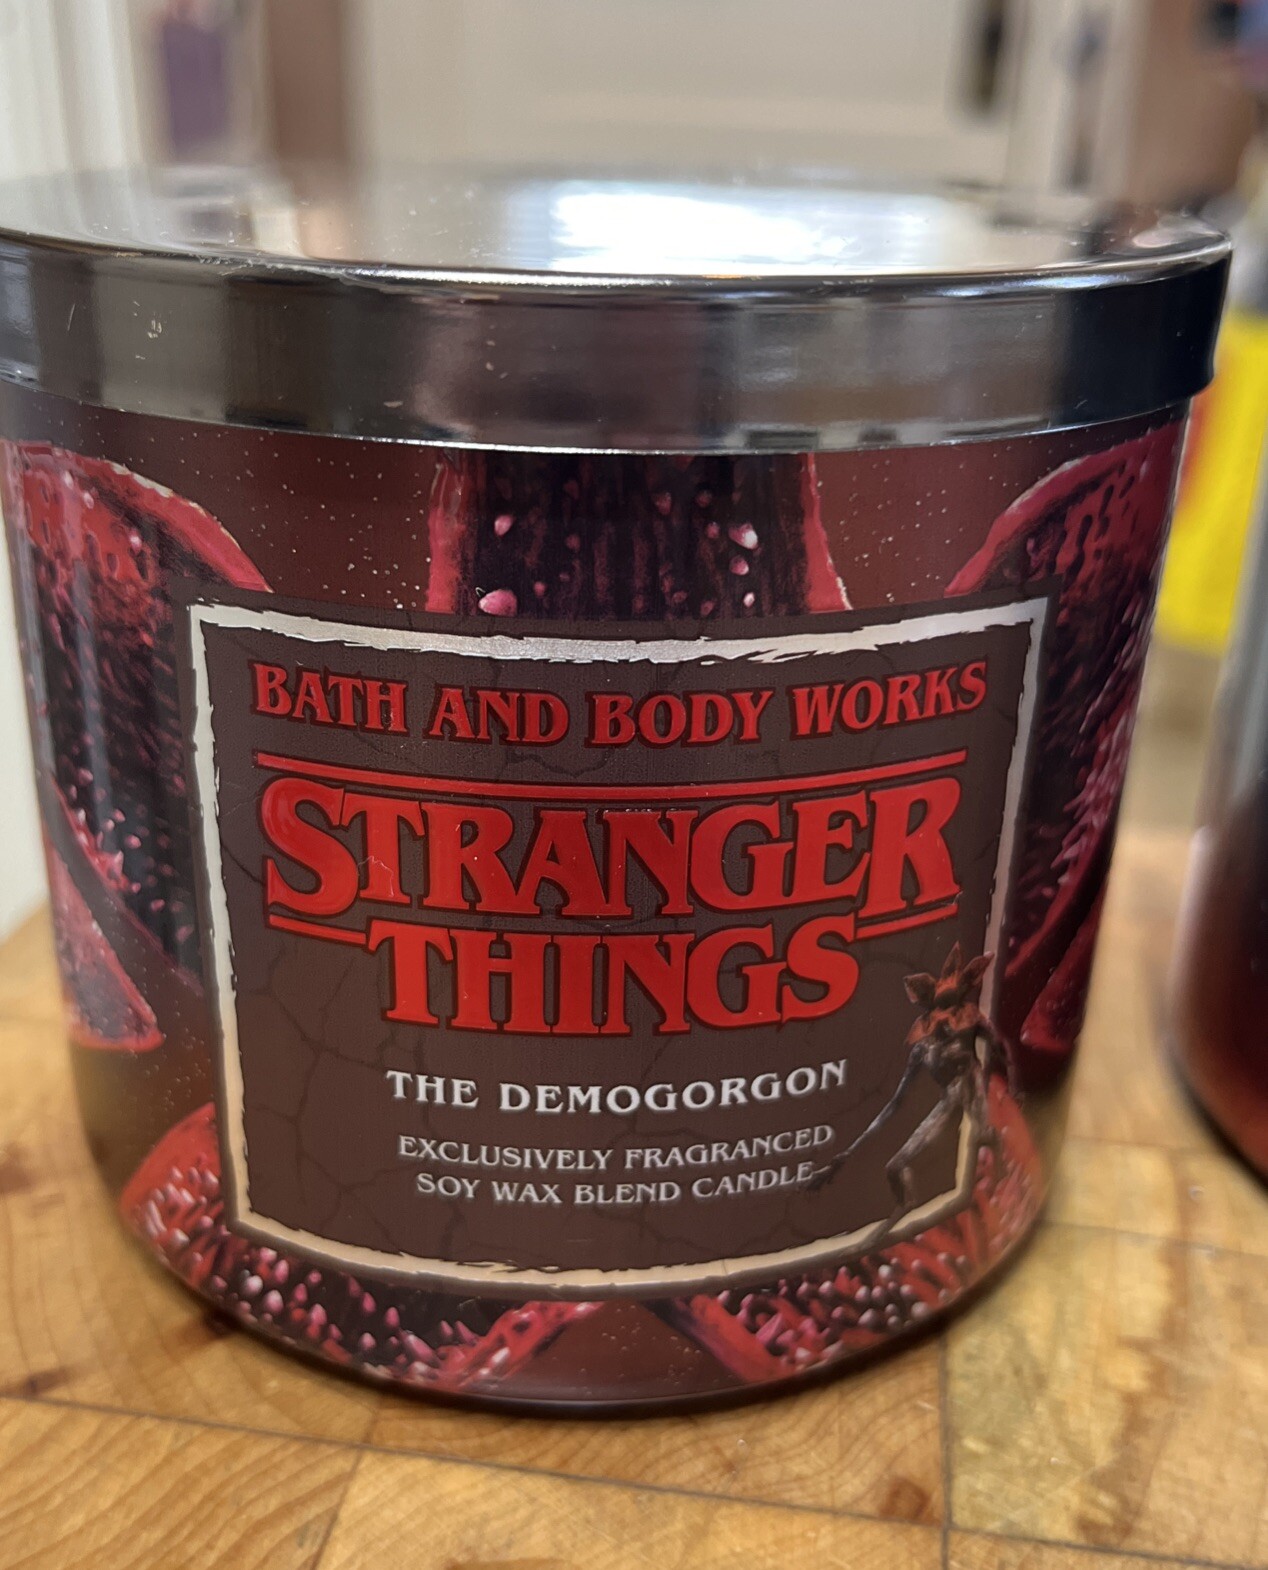 BATH AND BODY WORKS
STRANGER
THINGS
THE DEMOGORGON
EXCLUSIVELY FRAGRANCED
SOY WAX BLEND CANDLE